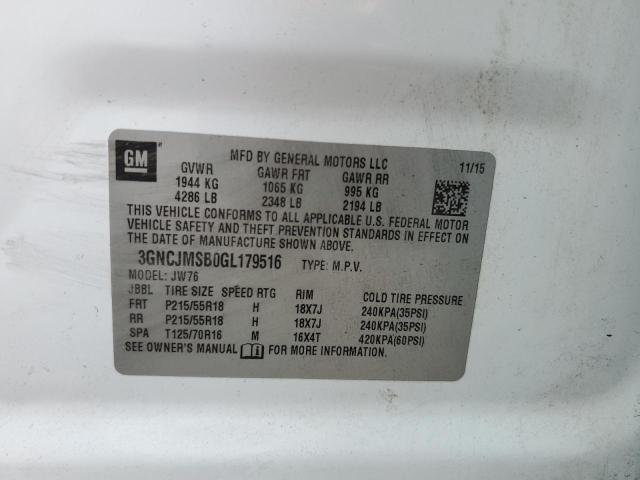 GM
MFD BY GENERAL MOTORS LLC
11/15
GVWR GAWR FRT GAWR RR
1944 KG 1065 KG 995 KG
4286 LB 2348 LB 2194 LB
THIS VEHICLE CONFORMS TO ALL APPLICABLE U.S. FEDERAL MOTOR
VEHICLE SAFETY AND THEFT PREVENTION STANDARDS IN EFFECT ON
THE DATE OF MANUFACTURE SHOWN ABOVE.
3GNCJMSB0GL179516 TYPE: M.P.V.
MODEL: JW76
JBBL TIRE SIZE SPEED RTG RIM COLD TIRE PRESSURE
FRT P215/55R18 H 18X7J 240KPA(35PSI)
RR P215/55R18 H 18X7J 240KPA(35PSI)
SPA T125/70R16 M 16X4T 420KPA(60PSI)
SEE OWNER'S MANUAL FOR MORE INFORMATION.